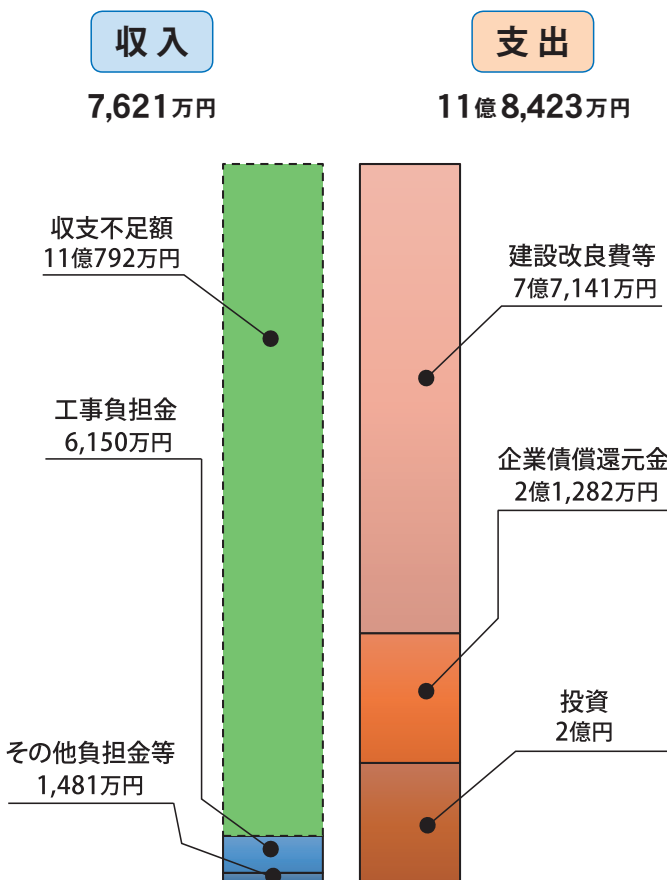 収入
7,621万円
収支不足額
11億792万円
工事負担金
6,150万円
その他負担金等
1,481万円
支出
11億8,423万円
建設改良費等
7億7,141万円
企業債償還元金
2億1,282万円
投資
2億円